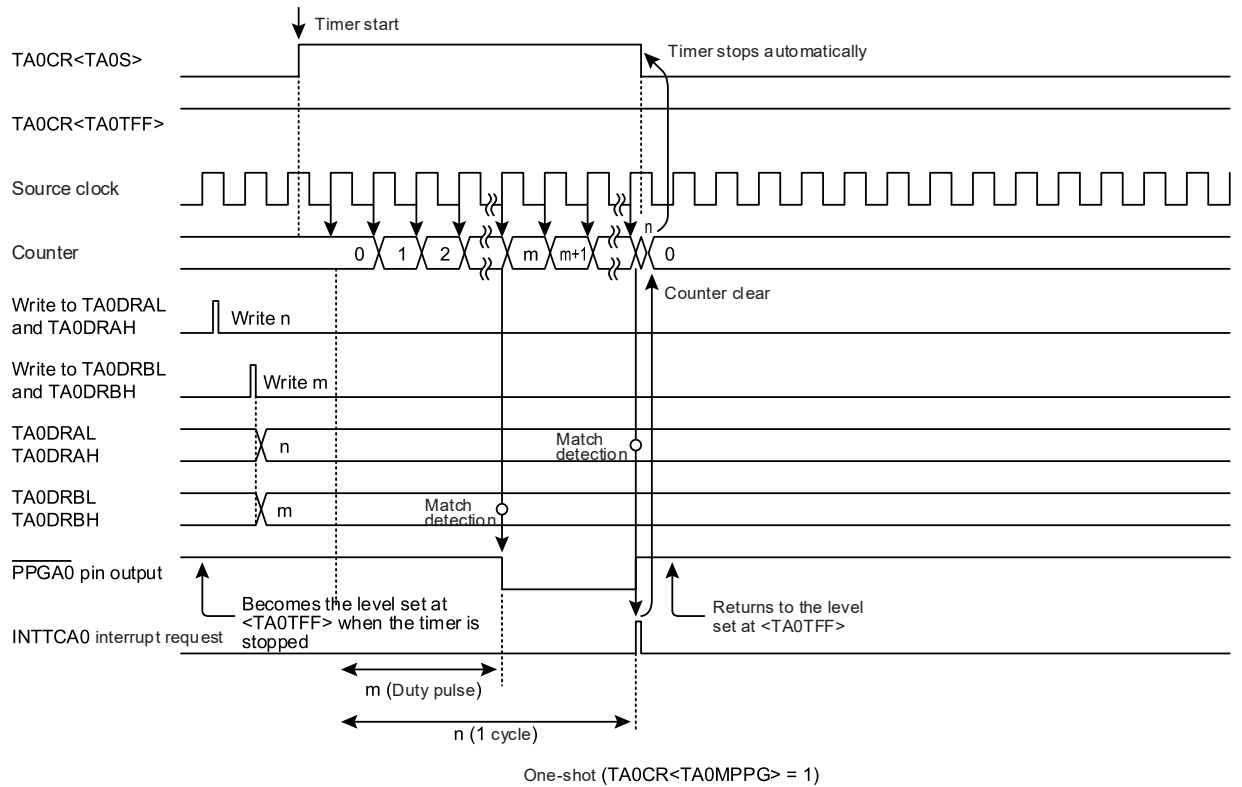 Timer start
TA0CR<TA0S>
Timer stops automatically
TA0CR<TA0TFF>
Source clock
n
Counter
0 1 2 m m+1 0
Counter clear
Write to TA0DRAL
and TA0DRAH
Write n
Write to TA0DRBL
and TA0DRBH
Write m
TA0DRAL
TA0DRAH
n
Match
detection
TA0DRBL
TA0DRBH
m
Match
detection
PPGA0 pin output
Becomes the level set at
<TA0TFF> when the timer is
stopped
Returns to the level
set at <TA0TFF>
INTTCA0 interrupt request
m (Duty pulse)
n (1 cycle)
One-shot (TA0CR<TA0MPPG> = 1)